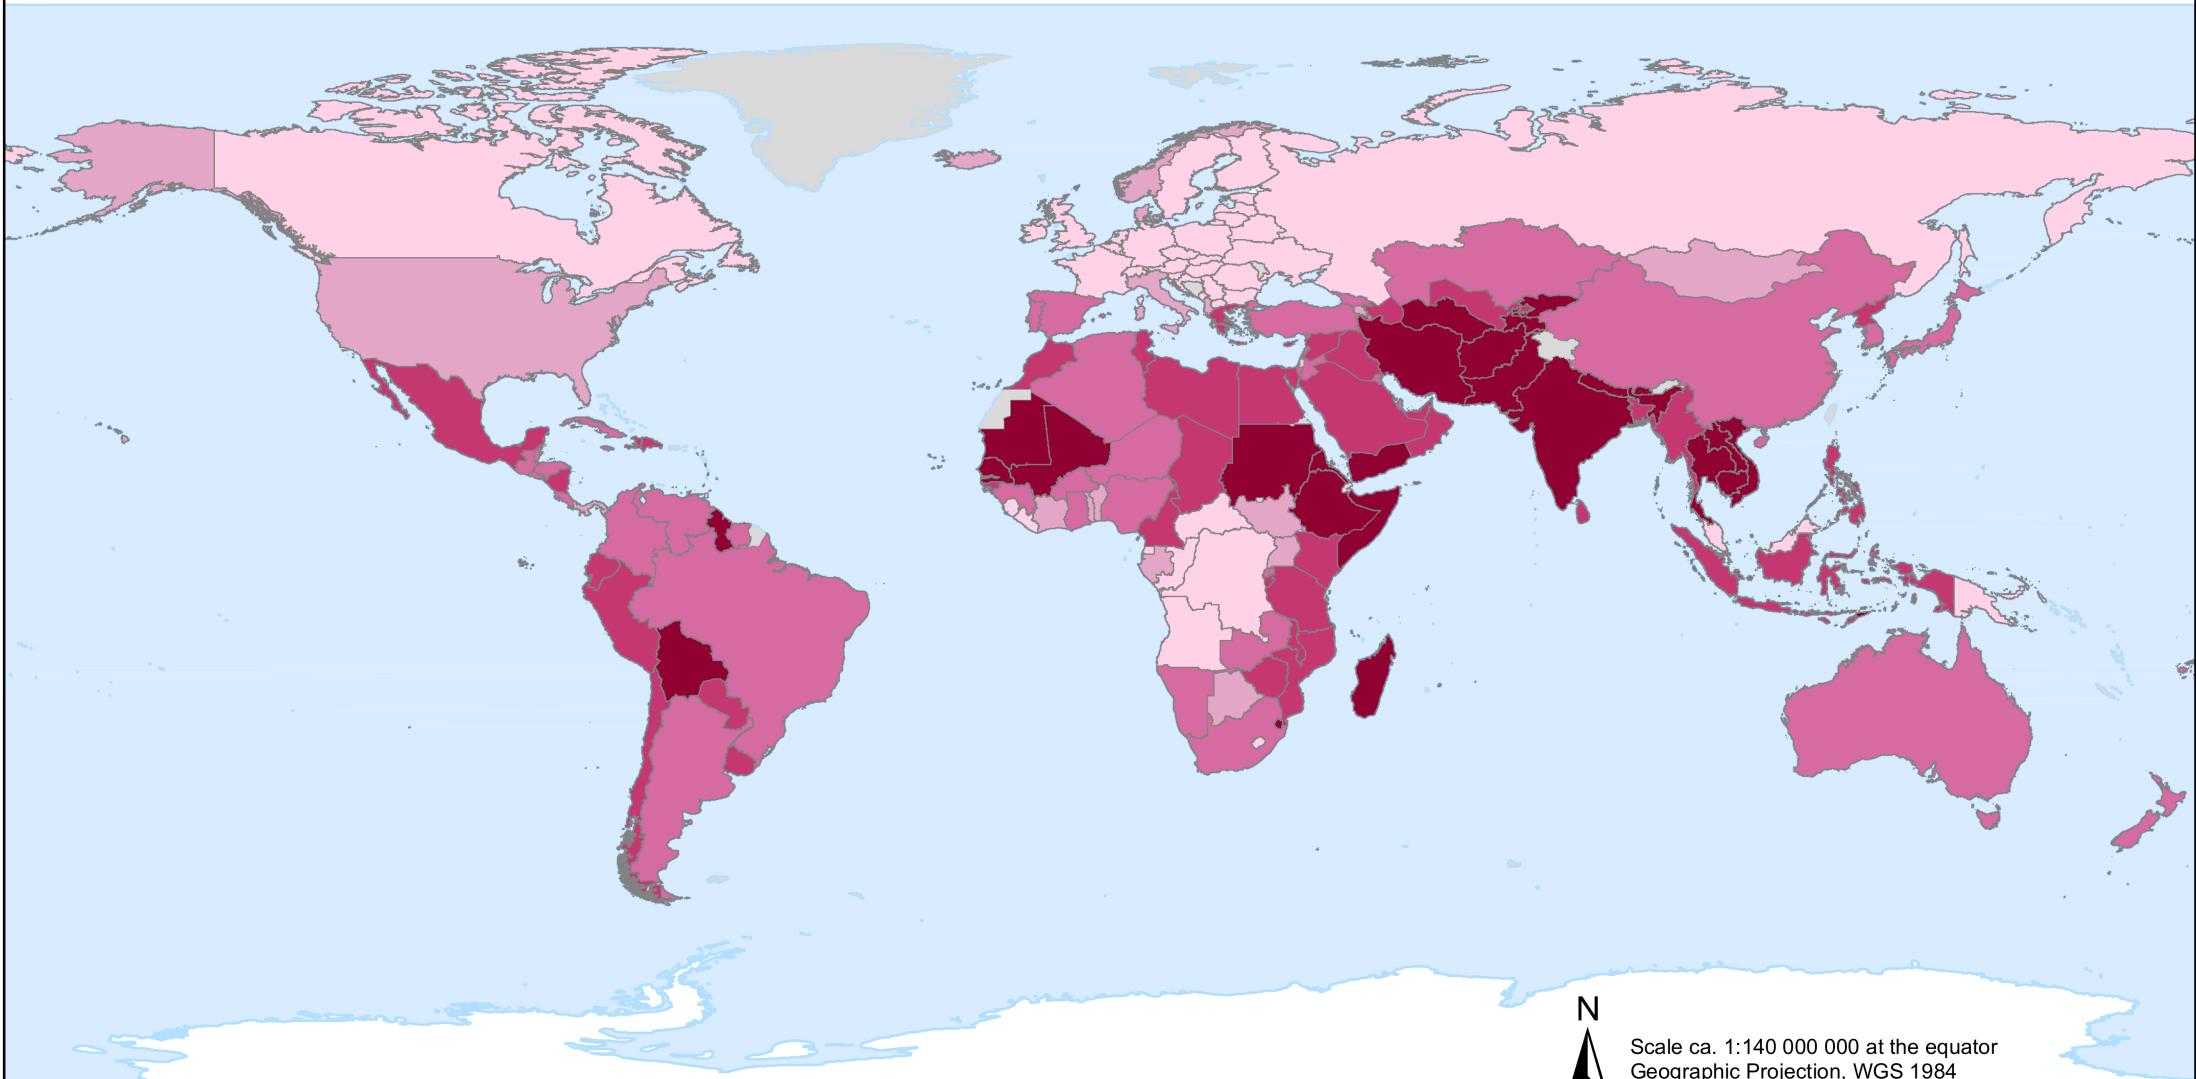 N
Scale ca. 1:140 000 000 at the equator
Geographic Projection, WGS 1984